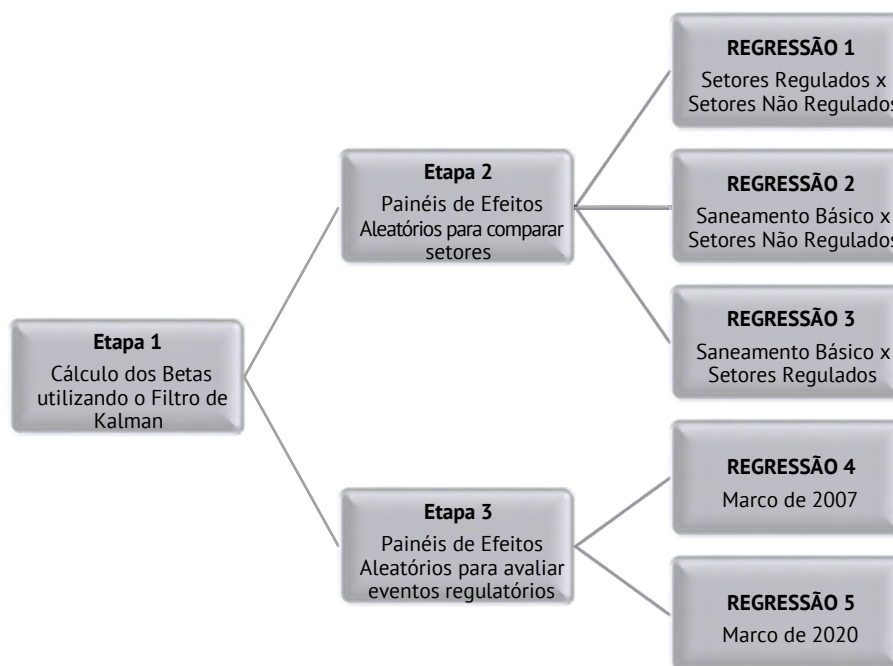 Etapa 1
Cálculo dos Betas
utilizando o Filtro de
Kalman
Etapa 2
Painéis de Efeitos
Aleatórios para comparar
setores
Etapa 3
Painéis de Efeitos
Aleatórios para avaliar
eventos regulatórios
REGRESSÃO 1
Setores Regulados x
Setores Não Regulados
REGRESSÃO 2
Saneamento Básico x
Setores Não Regulados
REGRESSÃO 3
Saneamento Básico x
Setores Regulados
REGRESSÃO 4
Marco de 2007
REGRESSÃO 5
Marco de 2020